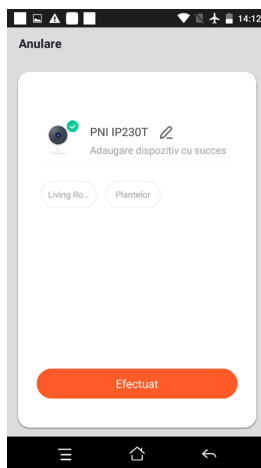 14:12
Anulare
PNI IP230T
Adaugare dispozitiv cu succes
Living Ro... Plantelor
Efectuat